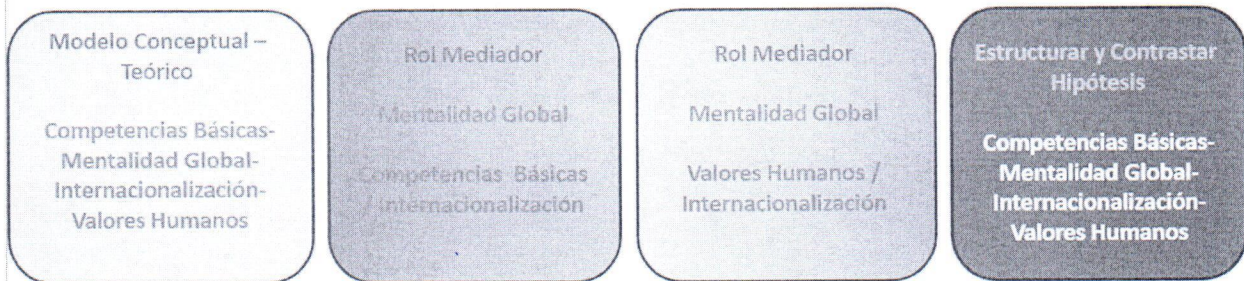 Modelo Conceptual –
Teórico
Competencias Básicas-
Mentalidad Global-
Internacionalización-
Valores Humanos
Rol Mediador
Mentalidad Global
Competencias Básicas
/ Internacionalización
Rol Mediador
Mentalidad Global
Valores Humanos /
Internacionalización
Estructurar y Contrastar
Hipótesis
Competencias Básicas-
Mentalidad Global-
Internacionalización-
Valores Humanos